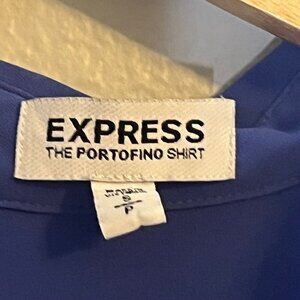 EXPRESS
THE PORTOFINO SHIRT
S
P